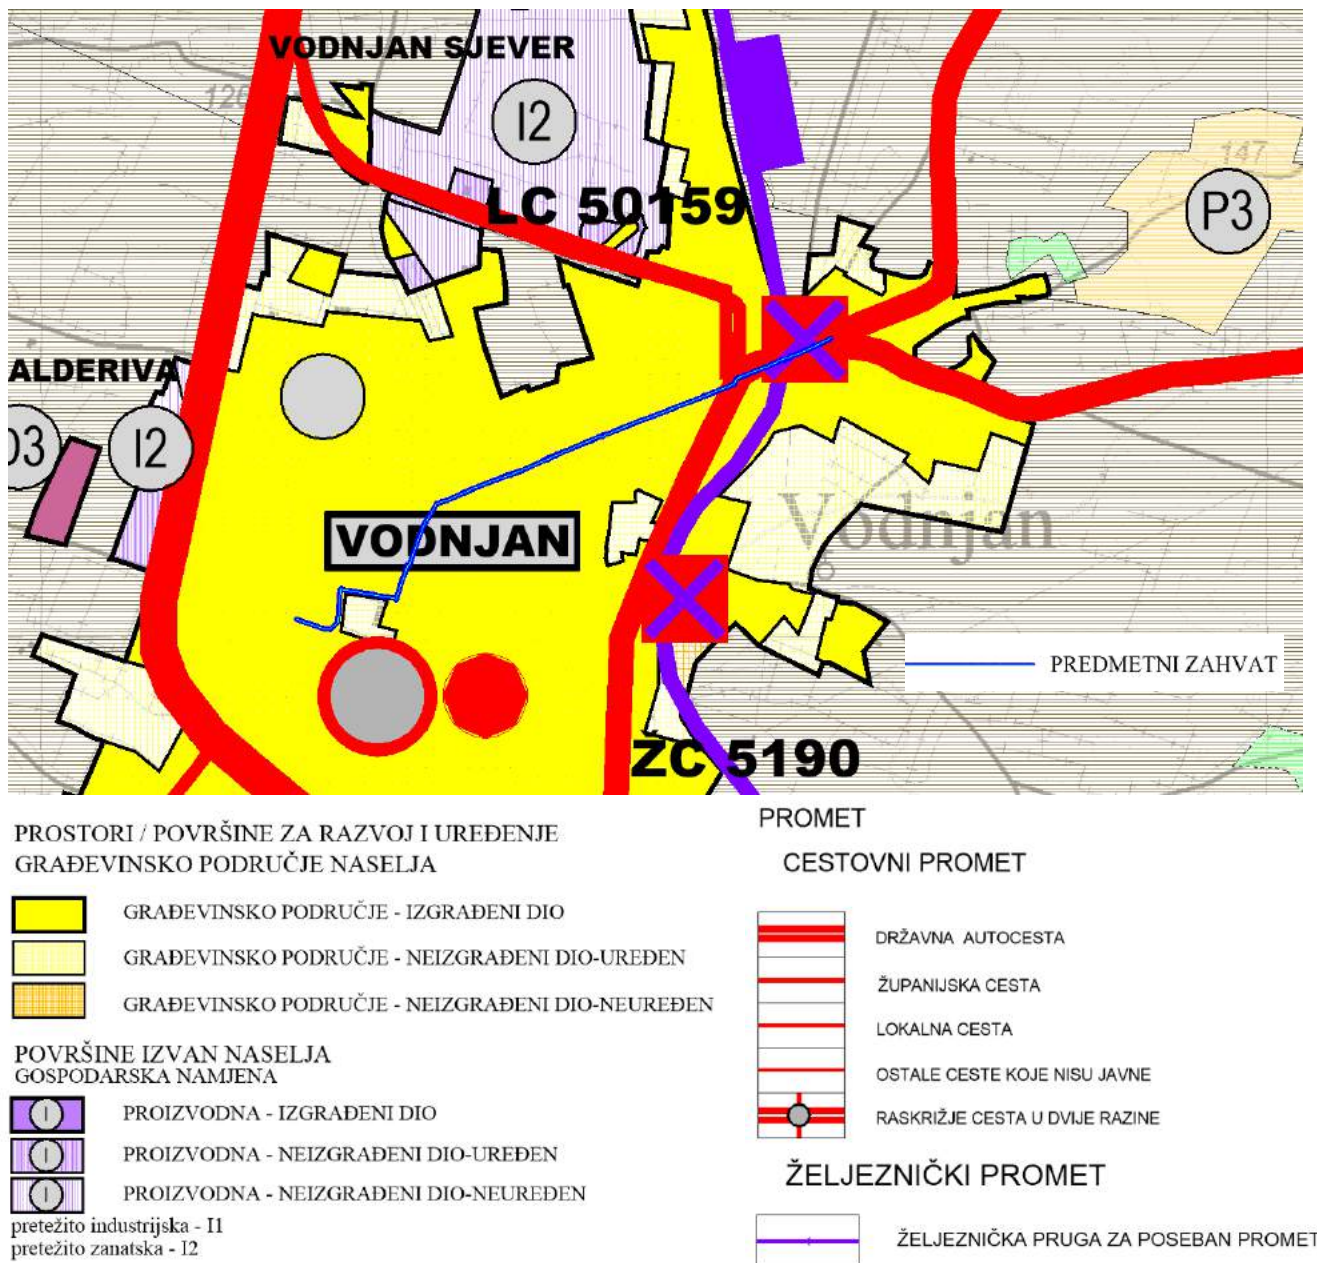 VODNJAN SJEVER
126
I2
LC 50159
147
P3
ALDERIVA
I2
VODNJAN
Vodnjan
PREDMETNI ZAHVAT
ŽC 5190
PROSTORI / POVRŠINE ZA RAZVOJ I UREĐENJE
GRAĐEVINSKO PODRUČJE NASELJA
GRAĐEVINSKO PODRUČJE - IZGRAĐENI DIO
GRAĐEVINSKO PODRUČJE - NEIZGRAĐENI DIO-UREĐEN
GRAĐEVINSKO PODRUČJE - NEIZGRAĐENI DIO-NEUREĐEN
POVRŠINE IZVAN NASELJA
GOSPODARSKA NAMJENA
I PROIZVODNA - IZGRAĐENI DIO
I PROIZVODNA - NEIZGRAĐENI DIO-UREĐEN
I PROIZVODNA - NEIZGRAĐENI DIO-NEUREĐEN
pretežito industrijska - I1
pretežito zanatska - I2
PROMET
CESTOVNI PROMET
DRŽAVNA AUTOCESTA
ŽUPANIJSKA CESTA
LOKALNA CESTA
OSTALE CESTE KOJE NISU JAVNE
RASKRIŽJE CESTA U DVIJE RAZINE
ŽELJEZNIČKI PROMET
ŽELJEZNIČKA PRUGA ZA POSEBAN PROMET